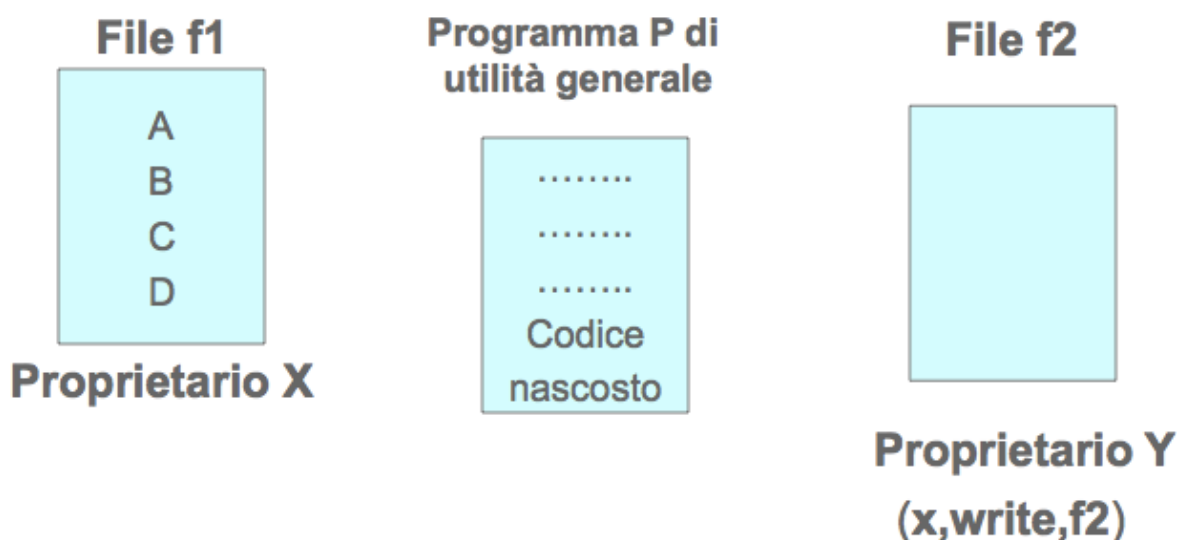 File f1
A
B
C
D
Proprietario X
Programma P di
utilità generale
……..
……..
……..
Codice
nascosto
File f2
Proprietario Y
(x,write,f2)